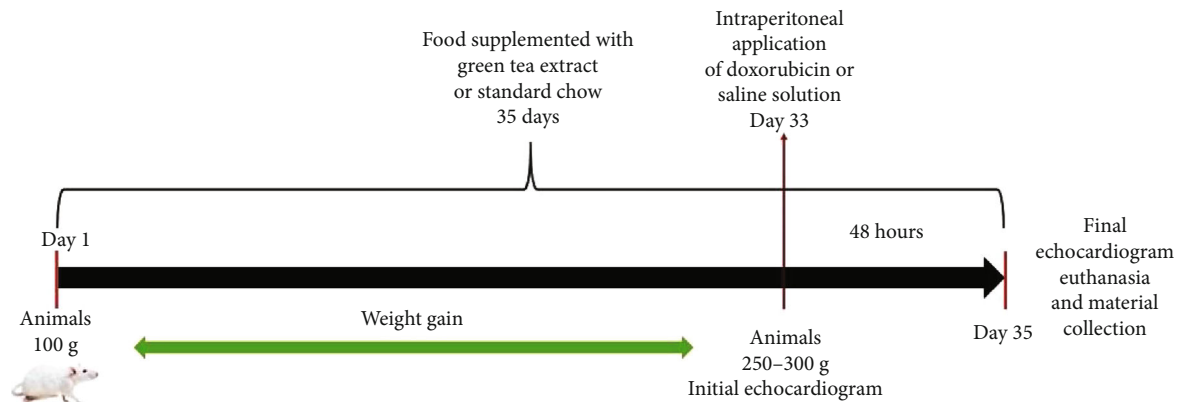 Food supplemented with
green tea extract
or standard chow
35 days
Intraperitoneal
application
of doxorubicin or
saline solution
Day 33
Day 1
48 hours
Final
echocardiogram
euthanasia
and material
collection
Animals
100 g
Weight gain
Animals
250–300 g
Initial echocardiogram
Day 35